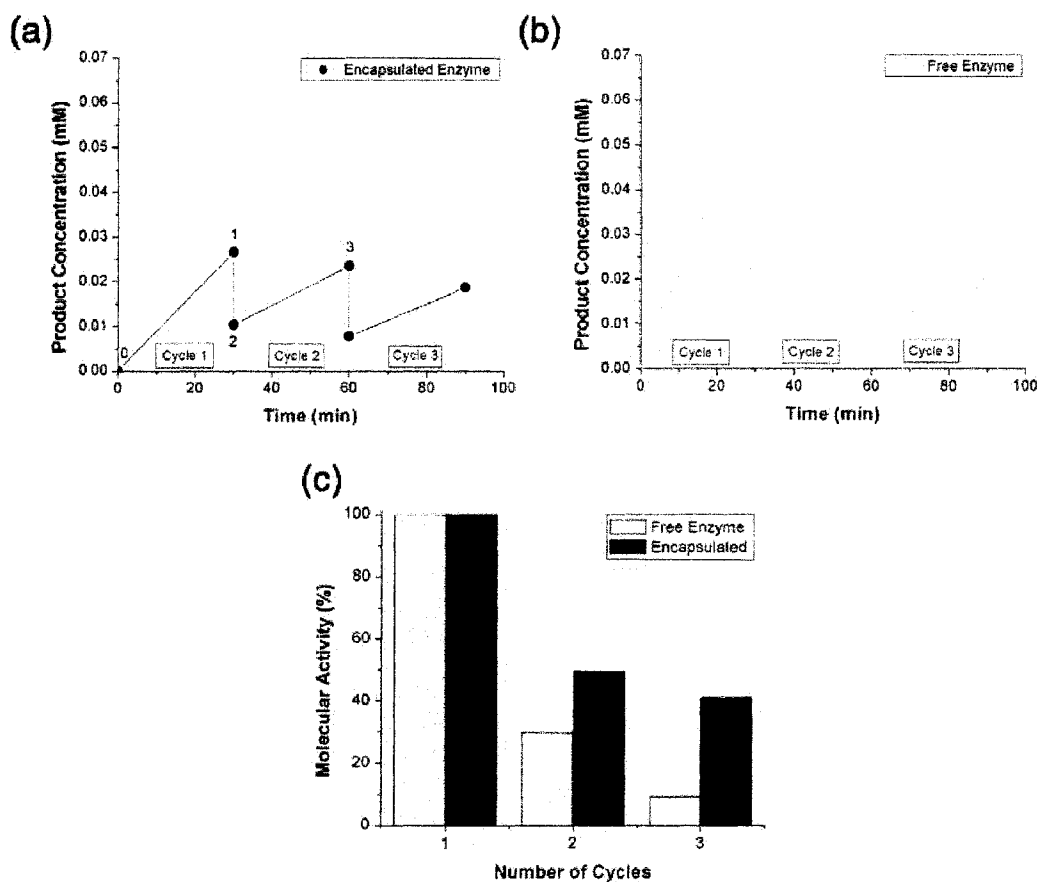 (a)
Encapsulated Enzyme
Product Concentration (mM)
0.07
0.06
0.05
0.04
0.03
0.02
0.01
0.00
0
1
2
3
Cycle 1
Cycle 2
Cycle 3
0 20 40 60 80 100
Time (min)
(b)
Free Enzyme
Product Concentration (mM)
0.07
0.06
0.05
0.04
0.03
0.02
0.01
0.00
Cycle 1
Cycle 2
Cycle 3
0 20 40 60 80 100
Time (min)
(c)
Free Enzyme
Encapsulated
Molecular Activity (%)
100
80
60
40
20
0
1 2 3
Number of Cycles